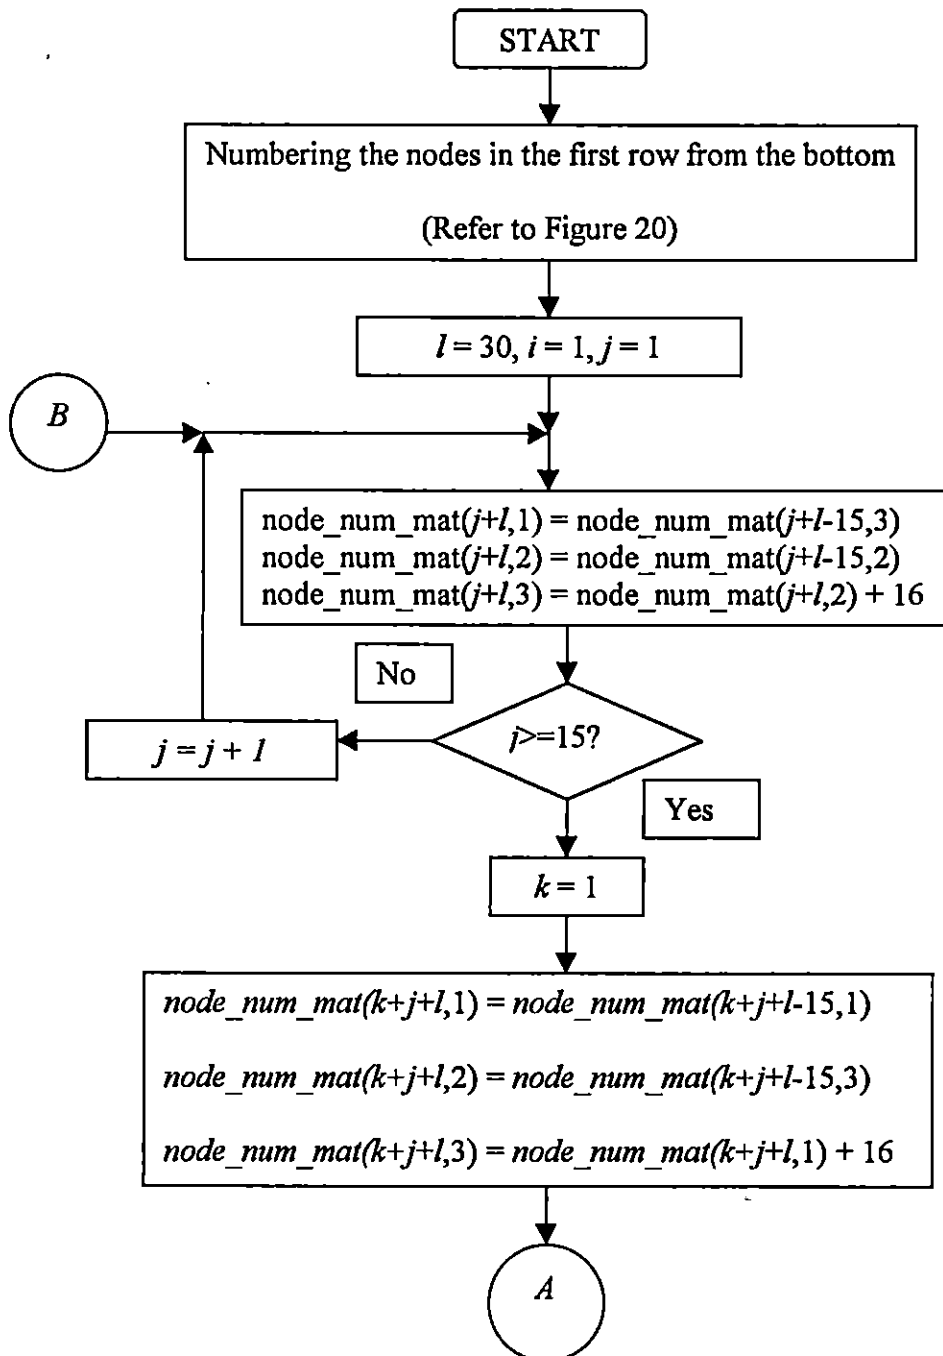 START
Numbering the nodes in the first row from the bottom
(Refer to Figure 20)
l = 30, i = 1, j = 1
B
node_num_mat(j+l,1) = node_num_mat(j+l-15,3)
node_num_mat(j+l,2) = node_num_mat(j+l-15,2)
node_num_mat(j+l,3) = node_num_mat(j+l,2) + 16
No
j = j + 1
j>=15?
Yes
k = 1
node_num_mat(k+j+l,1) = node_num_mat(k+j+l-15,1)
node_num_mat(k+j+l,2) = node_num_mat(k+j+l-15,3)
node_num_mat(k+j+l,3) = node_num_mat(k+j+l,1) + 16
A